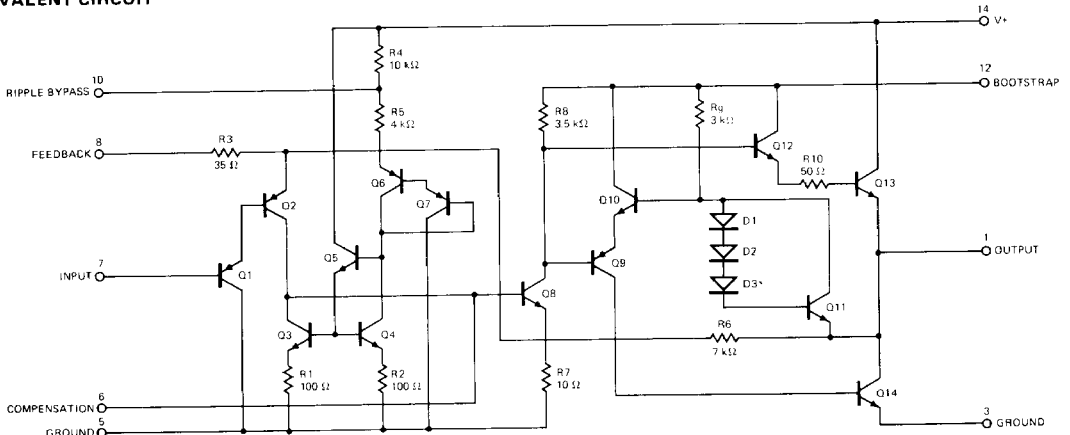 VALENT CIRCUIT
14
V+
R4
10 kΩ
10
RIPPLE BYPASS
12
BOOTSTRAP
R5
4 kΩ
R8
3.5 kΩ
R9
3 kΩ
8
FEEDBACK
R3
35 Ω
Q12
R10
50 Ω
Q6
Q13
Q2
Q7
Q10
D1
1
OUTPUT
Q5
D2
7
INPUT
Q1
Q9
D3*
Q8
Q11
Q3
Q4
R6
7 kΩ
R1
100 Ω
R2
100 Ω
R7
10 Ω
Q14
6
COMPENSATION
5
GROUND
3
GROUND